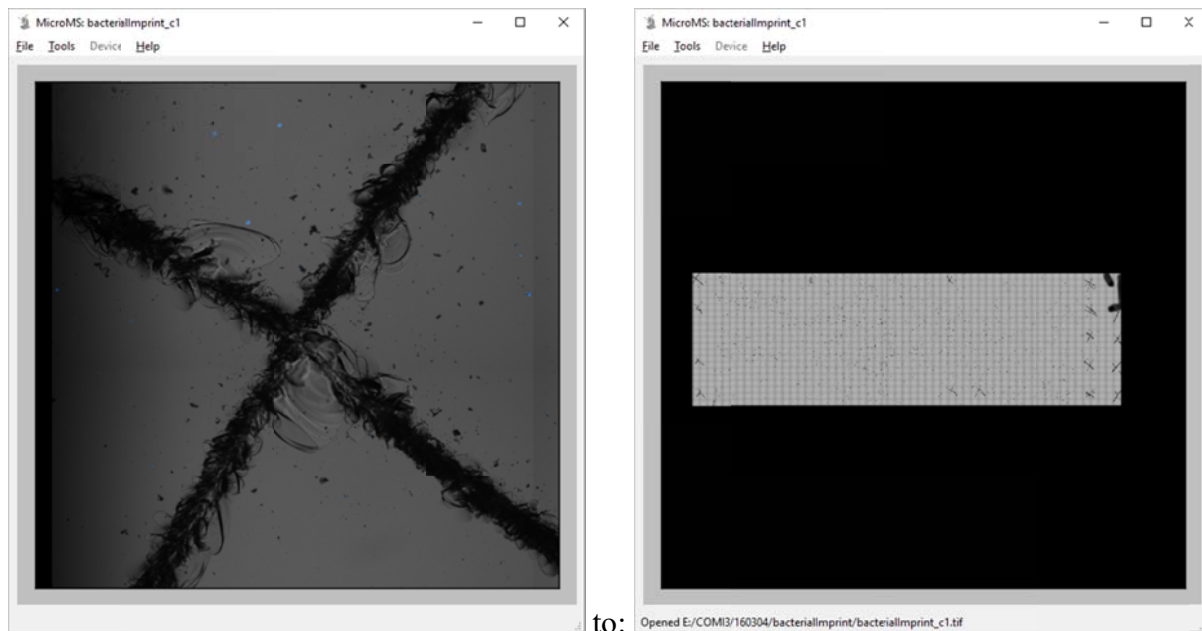 MicroMS: bacterialImprint_c1
File Tools Device Help
to:
MicroMS: bacterialImprint_c1
File Tools Device Help
Opened E:/COMI3/160304/bacterialImprint/bacterialImprint_c1.tif